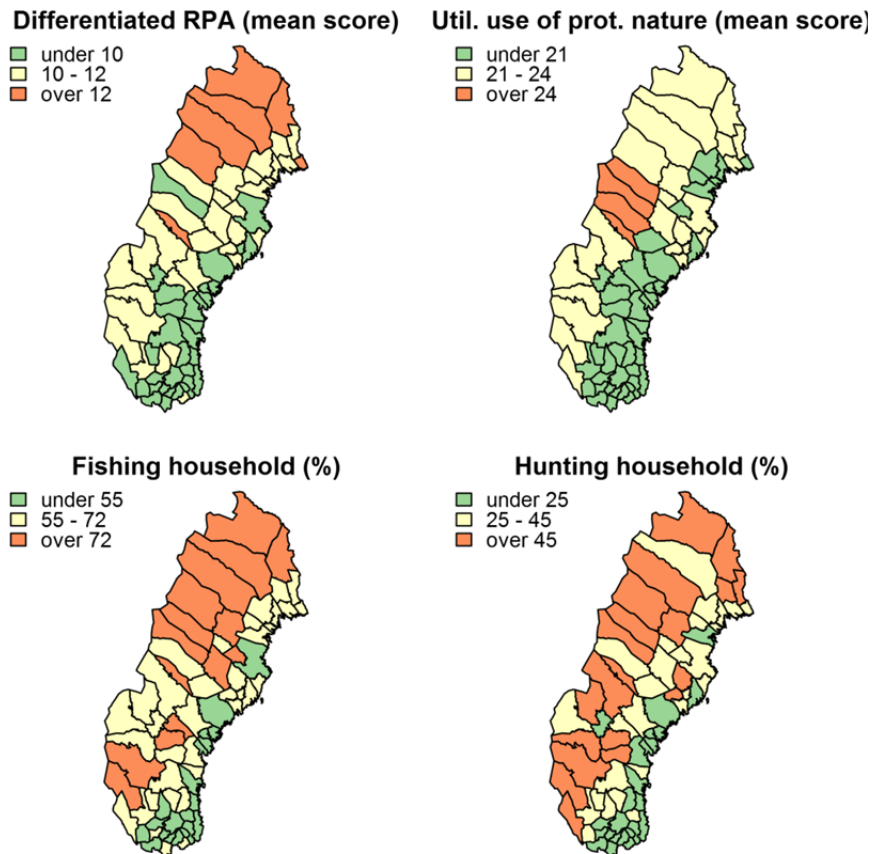 Differentiated RPA (mean score)
under 10
10 - 12
over 12
Util. use of prot. nature (mean score)
under 21
21 - 24
over 24
Fishing household (%)
under 55
55 - 72
over 72
Hunting household (%)
under 25
25 - 45
over 45